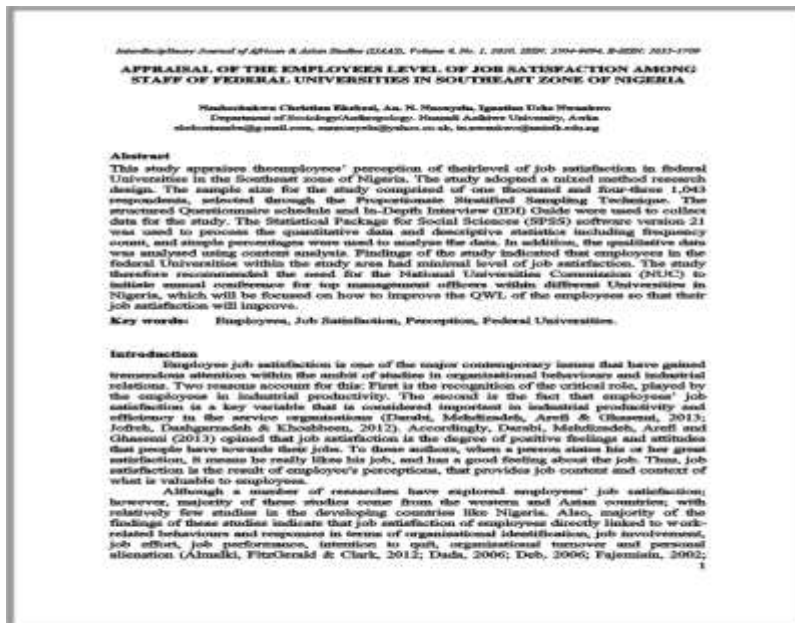 Interdisciplinary Journal of African & Asian Studies (IJAAS), Volume 6, No. 1, 2020, ISSN:
APPRAISAL OF THE EMPLOYEES LEVEL OF JOB SATISFACTION AMONG
STAFF OF FEDERAL UNIVERSITIES IN SOUTHEAST ZONE OF NIGERIA
Christian
Department of Sociology/Anthropology, Nnamdi Azikiwe University, Awka
Abstract
This study appraises theemployees' perception of theirlevel of job satisfaction in federal
Universities in the Southeast zone of Nigeria. The study adopted a mixed method research
design. The sample size for the study comprised of one thousand and four-three 1,043
respondents, selected through the Proportionate Stratified Sampling Technique. The
structured Questionnaire schedule and In-Depth Interview (IDI) Guide were used to collect
data for the study. The Statistical Package for Social Sciences (SPSS) software version 21
was used to process the quantitative data and descriptive statistics including frequency
count, and simple percentages were used to analyse the data. In addition, the qualitative data
was analysed using content analysis. Findings of the study indicated that employees in the
federal Universities within the study area had minimal level of job satisfaction. The study
therefore recommended the need for the National Universities Commission (NUC) to
initiate annual conference for top management officers within different Universities in
Nigeria, which will be focused on how to improve the QWL of the employees so that their
job satisfaction will improve.
Key words: Employees, Job Satisfaction, Perception, Federal Universities.
Introduction
Employee job satisfaction is one of the major contemporary issues that have gained
tremendous attention within the ambit of studies in organisational behaviours and industrial
relations. Two reasons account for this: First is the recognition of the critical role, played by
the employees in industrial productivity. The second is the fact that employees' job
satisfaction is a key variable that is considered important in industrial productivity and
efficiency in the service organisations (Darabi, Mehdizadeh, Arefi & Ghasemi, 2013;
Jofreh, Dashgarzadeh & Khoshbeen, 2012). Accordingly, Darabi, Mehdizadeh, Arefi and
Ghasemi (2013) opined that job satisfaction is the degree of positive feelings and attitudes
that people have towards their jobs. To these authors, when a person states his or her great
satisfaction, it means he really likes his job, and has a good feeling about the job. Thus, job
satisfaction is the result of employee's perceptions, that provides job content and context of
what is valuable to employees.
Although a number of researches have explored employees' job satisfaction;
however, majority of these studies come from the western and Asian countries; with
relatively few studies in the developing countries like Nigeria. Also, majority of the
findings of these studies indicate that job satisfaction of employees directly linked to work-
related behaviours and responses in terms of organisational identification, job involvement,
job effort, job performance, intention to quit, organisational turnover and personal
alienation (Almalki, FitzGerald & Clark, 2012; Dada, 2006; Deb, 2006; Fajemisin, 2002;
1